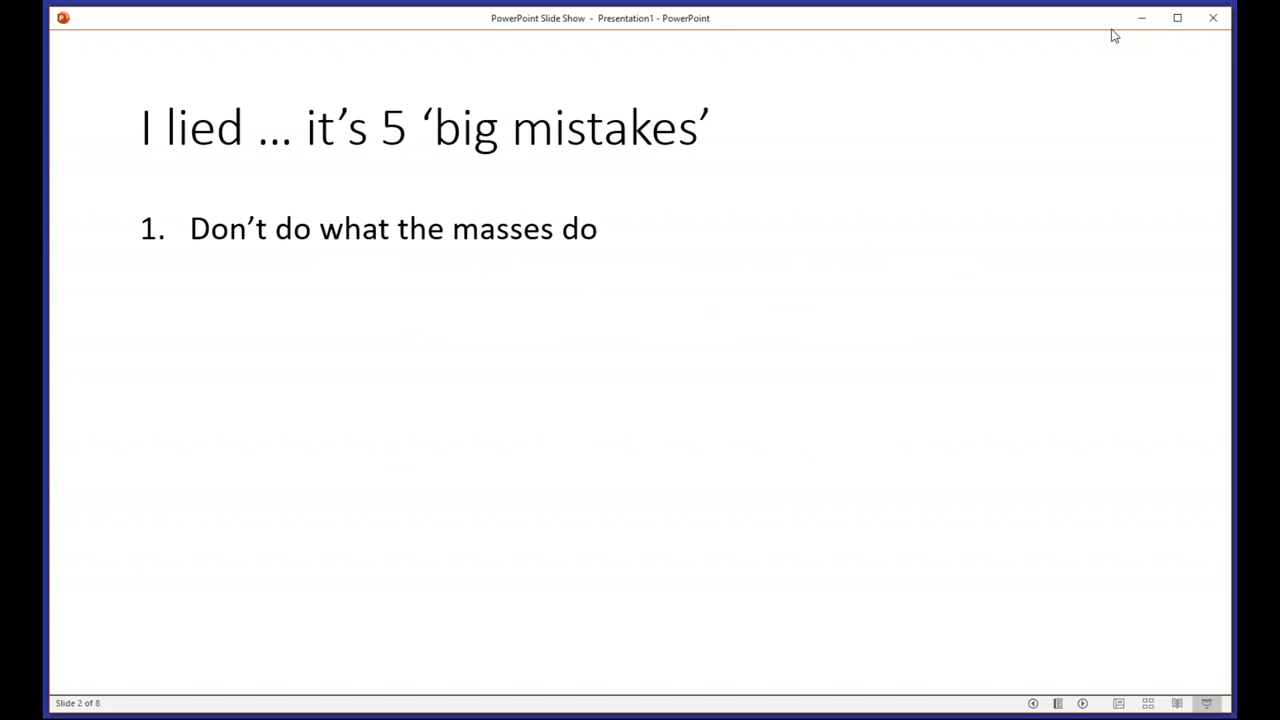 PowerPoint Slide Show - Presentation1 - PowerPoint
I lied ... it’s 5 ‘big mistakes’
1. Don’t do what the masses do
Slide 2 of 8